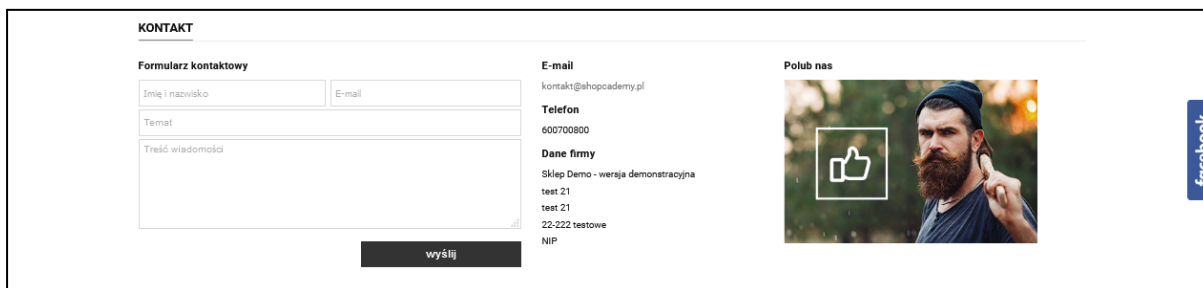 KONTAKT
Formularz kontaktowy
Imię i nazwisko
E-mail
Temat
Treść wiadomości
wyślij
E-mail
kontakt@shopcademy.pl
Telefon
600700800
Dane firmy
Sklep Demo - wersja demonstracyjna
test 21
test 21
22-222 testowe
NIP
Polub nas
facebook